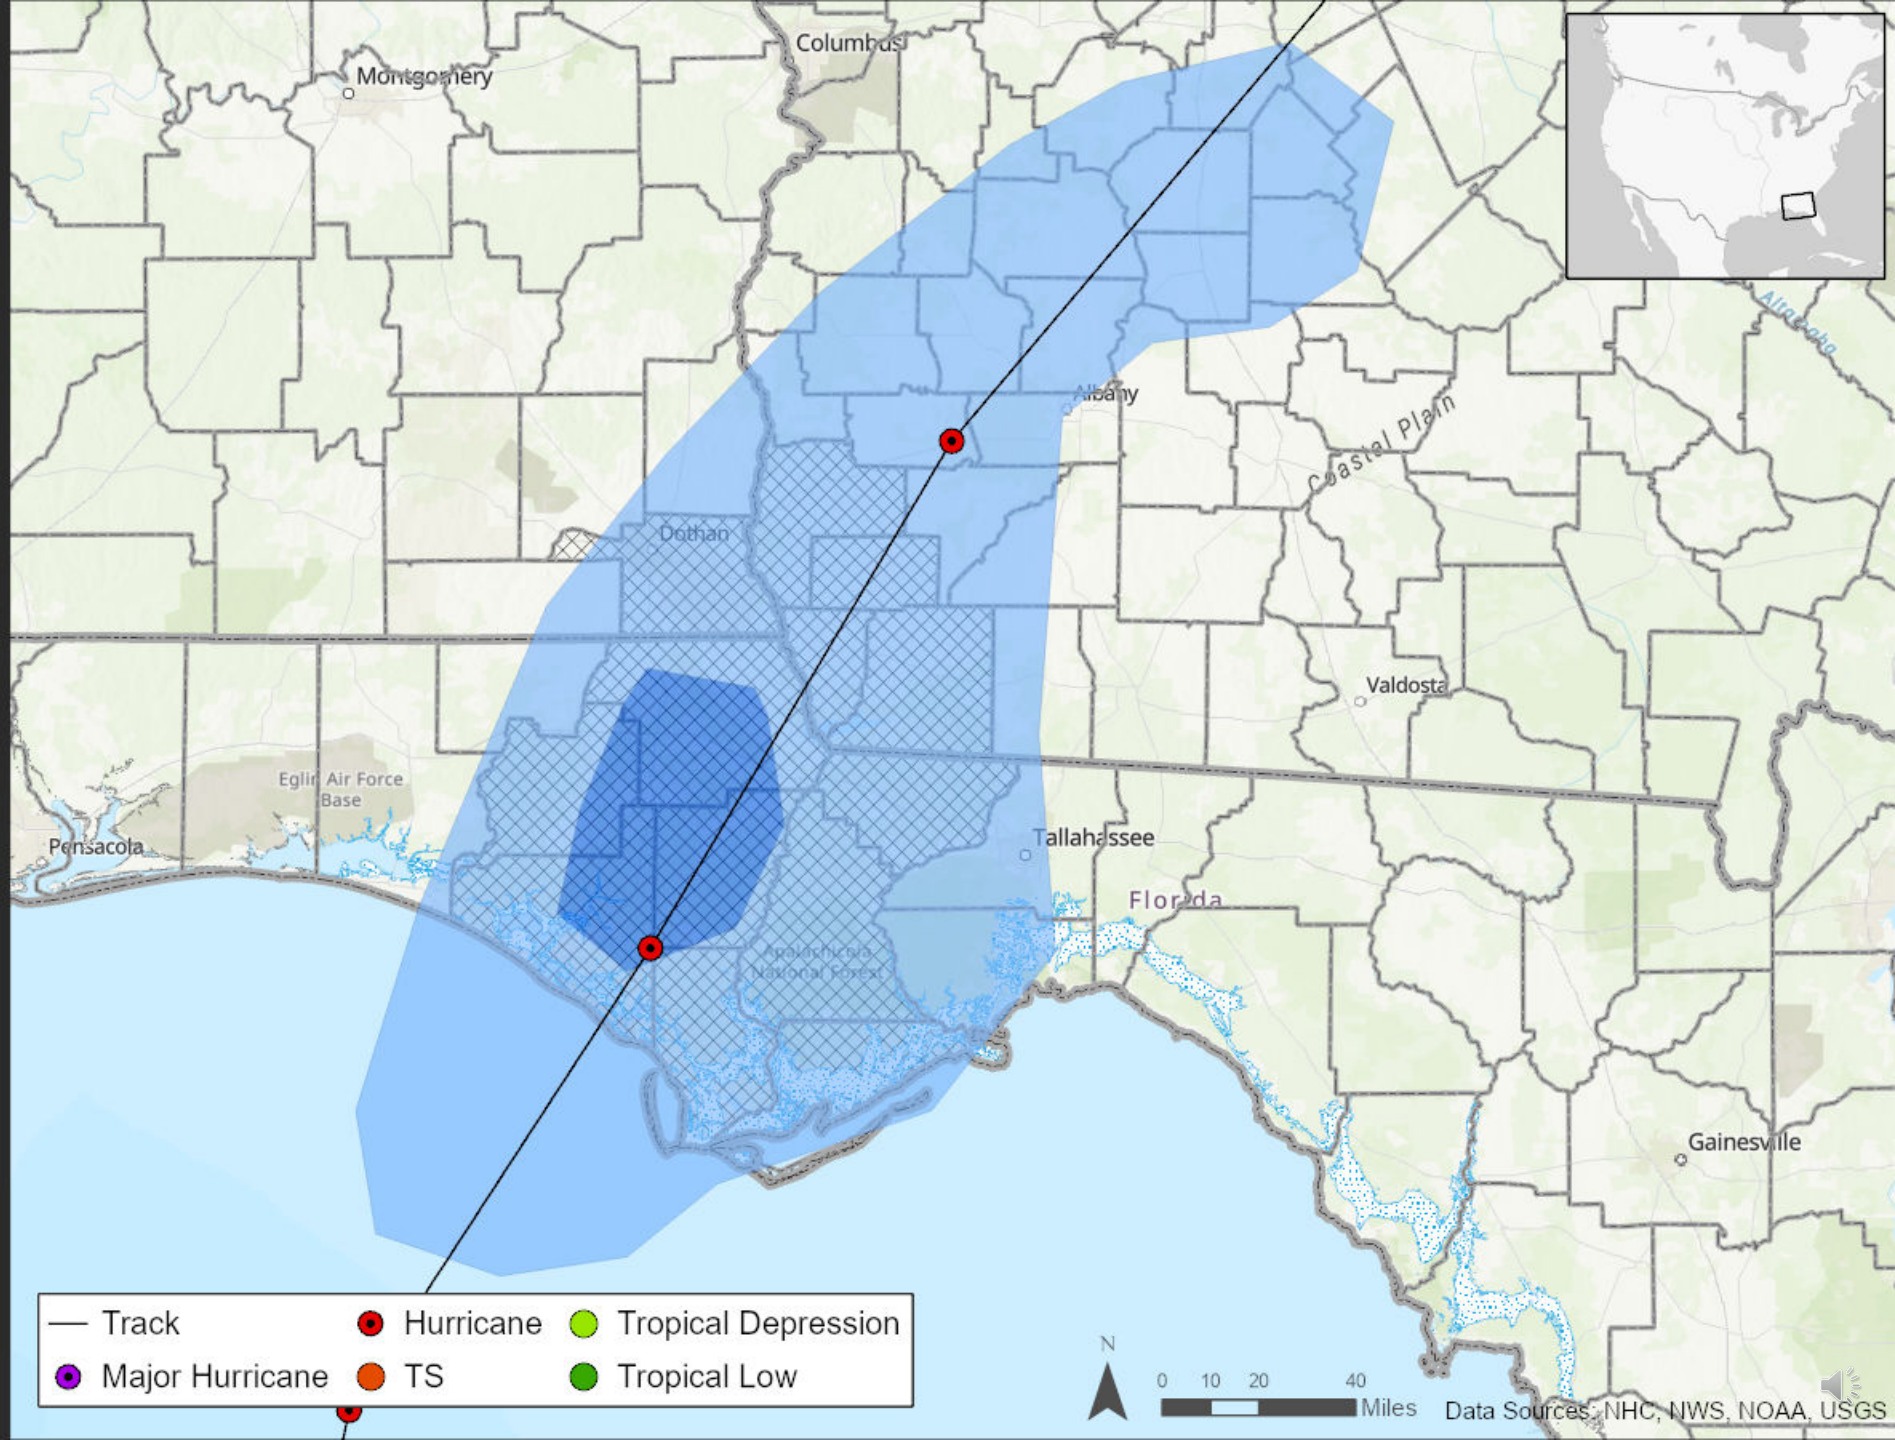 Columbus
Montgomery
Altamaha
Albany
Coastal Plain
Dothan
Valdosta
Eglin Air Force
Base
Pensacola
Tallahassee
Florida
Apalachicola
National Forest
Gainesville
Track
Hurricane
Tropical Depression
Major Hurricane
TS
Tropical Low
N
0 10 20 40
Miles
Data Sources: NHC, NWS, NOAA, USGS